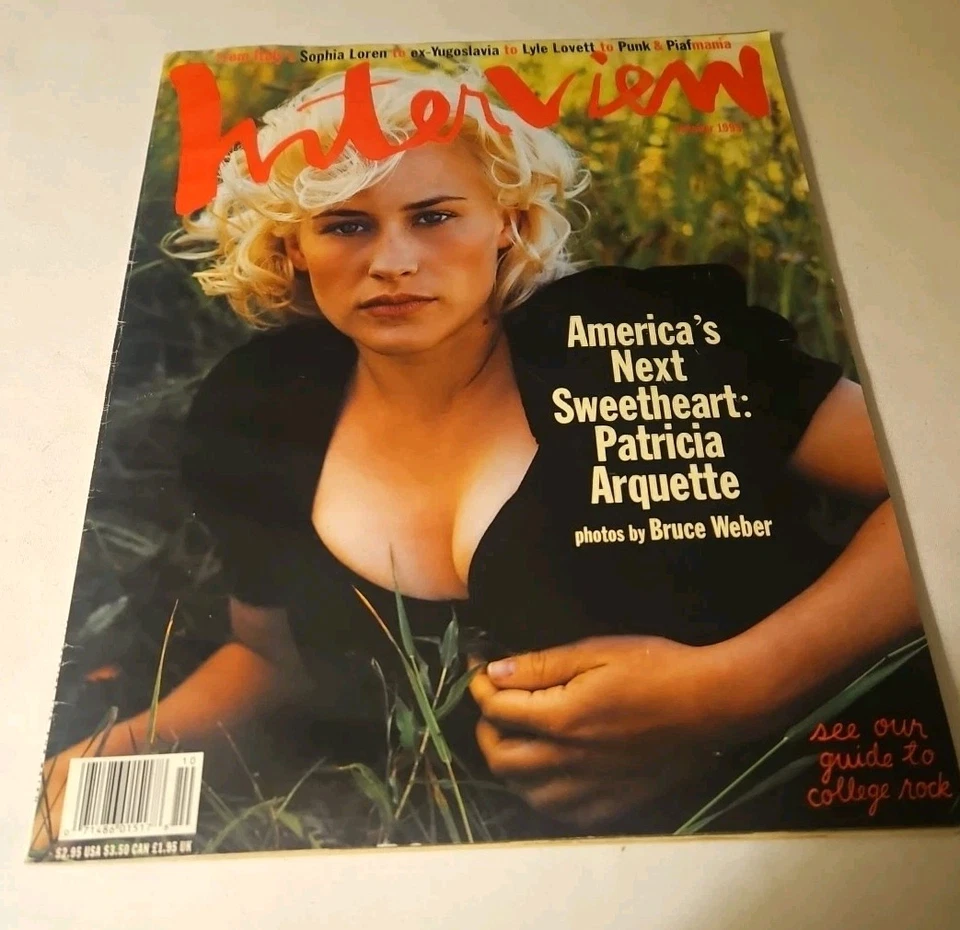 Sophia Loren to ex-Yugoslavia to Lyle Lovett to Punk & Piafmania
Interview
America's
Next
Sweetheart:
Patricia
Arquette
photos by Bruce Weber
see our
guide to
college rock
10
$2.95 USA $3.50 CAN £1.95 UK